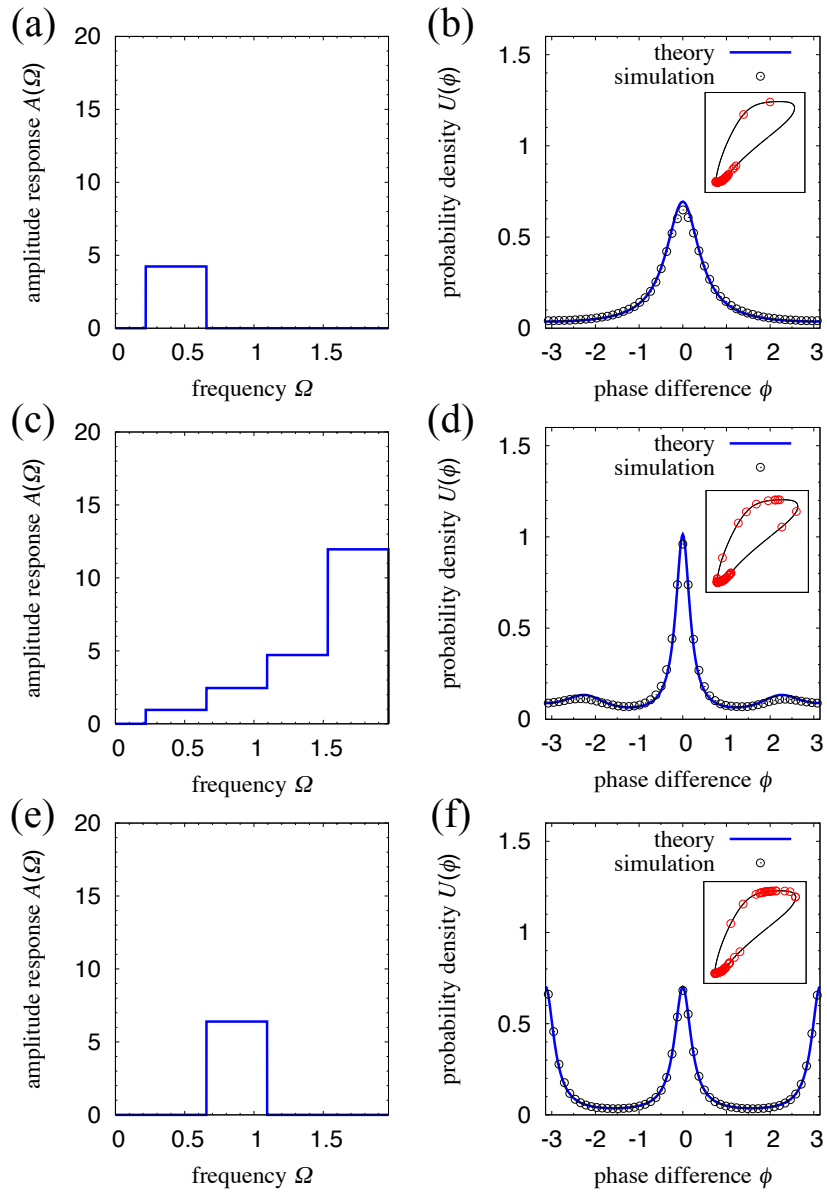 (a)
amplitude response A(Ω)
20
15
10
5
0
0 0.5 1 1.5
frequency Ω
(b)
probability density U(ϕ)
1.5
1
0.5
0
-3 -2 -1 0 1 2 3
phase difference ϕ
theory
simulation
(c)
amplitude response A(Ω)
20
15
10
5
0
0 0.5 1 1.5
frequency Ω
(d)
probability density U(ϕ)
1.5
1
0.5
0
-3 -2 -1 0 1 2 3
phase difference ϕ
theory
simulation
(e)
amplitude response A(Ω)
20
15
10
5
0
0 0.5 1 1.5
frequency Ω
(f)
probability density U(ϕ)
1.5
1
0.5
0
-3 -2 -1 0 1 2 3
phase difference ϕ
theory
simulation